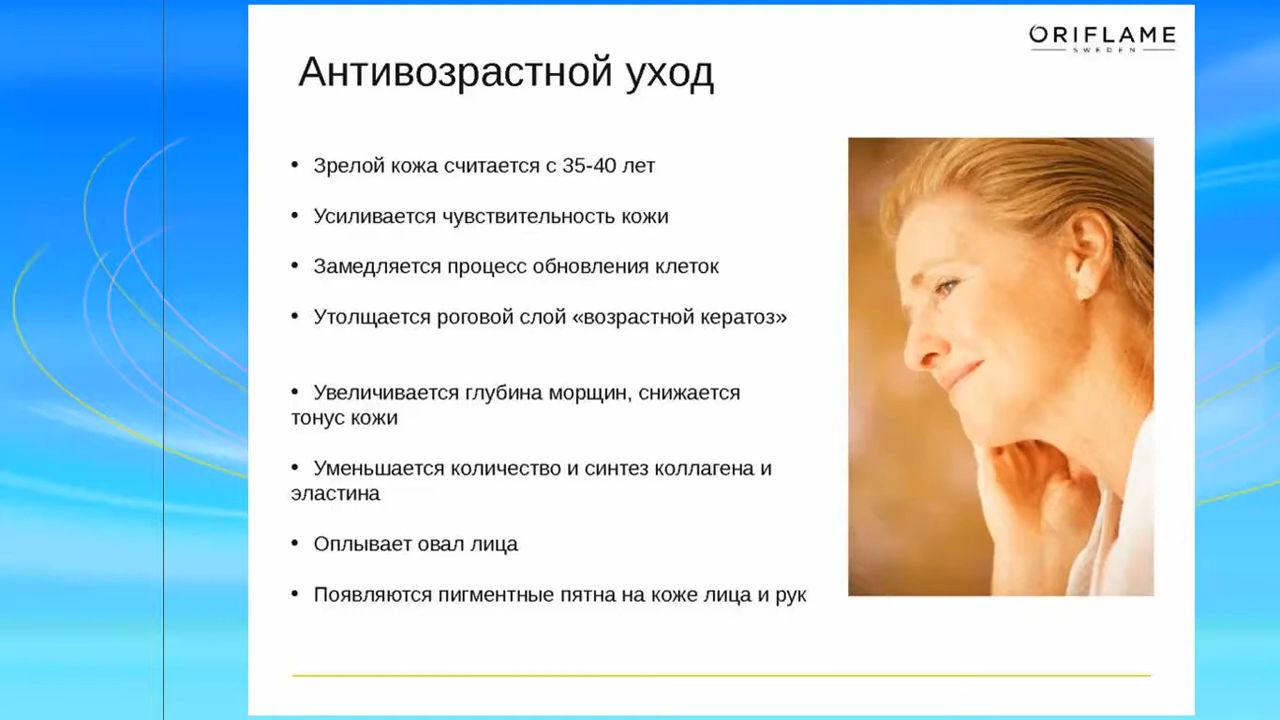 ORIFLAME
SWEDEN
Антивозрастной уход
• Зрелой кожа считается с 35-40 лет
• Усиливается чувствительность кожи
• Замедляется процесс обновления клеток
• Утолщается роговой слой «возрастной кератоз»
• Увеличивается глубина морщин, снижается
тонус кожи
• Уменьшается количество и синтез коллагена и
эластина
• Оплывает овал лица
• Появляются пигментные пятна на коже лица и рук